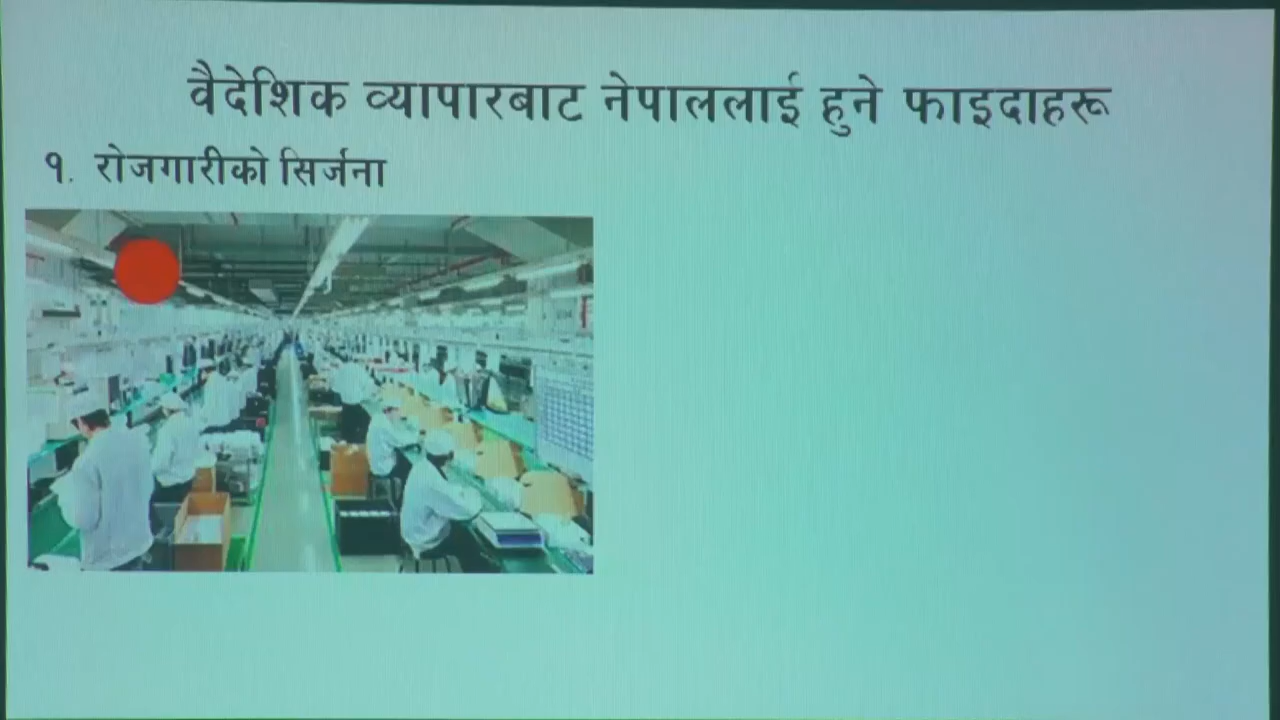 वैदेशिक व्यापारबाट नेपाललाई हुने फाइदाहरू
१. रोजगारीको सिर्जना